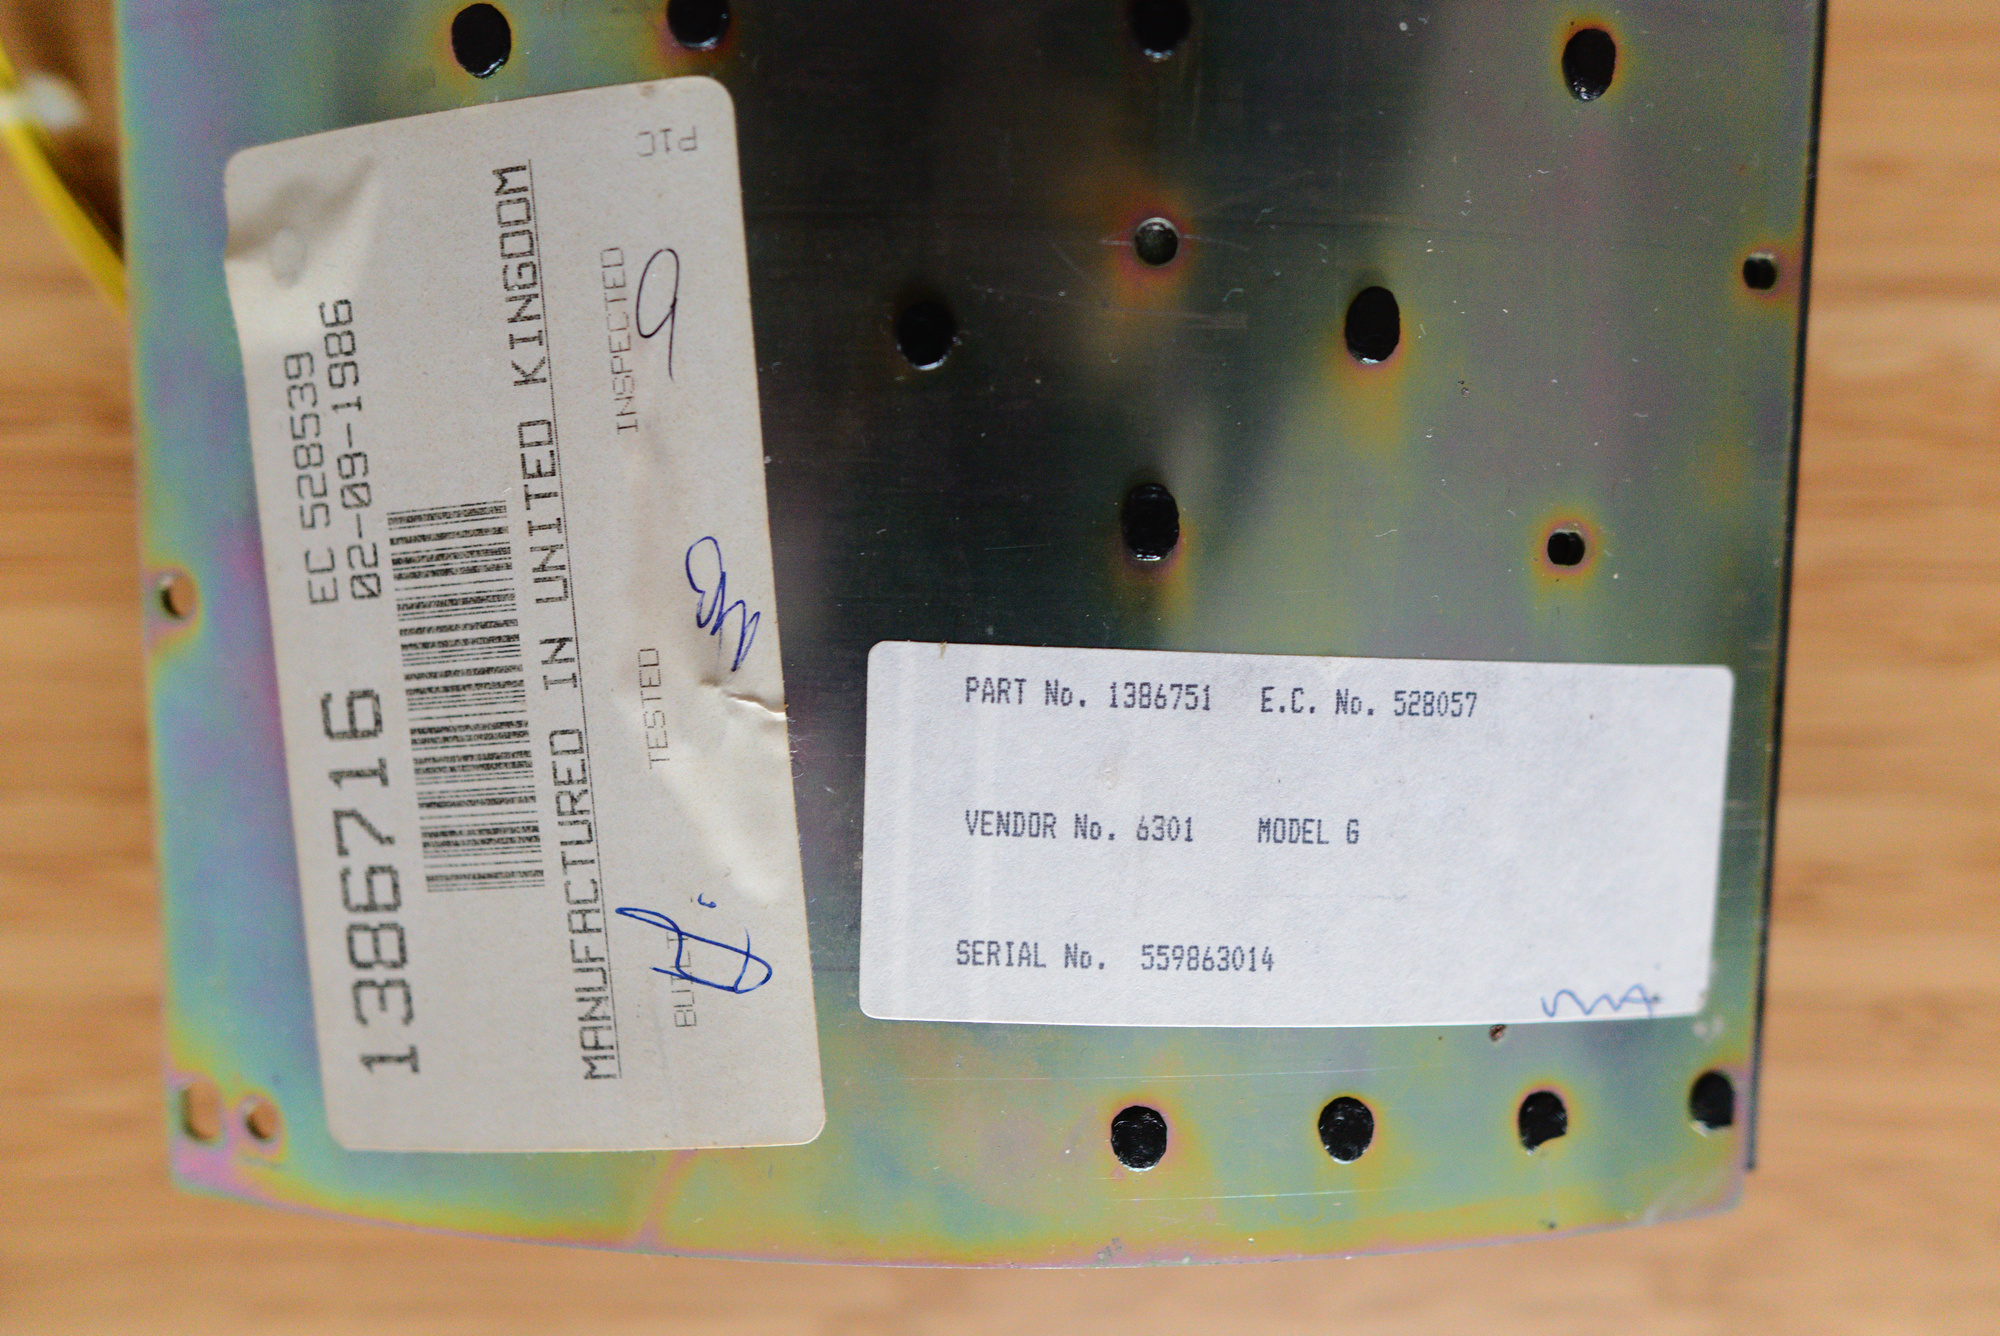 EC 528539
02-09-1986
1386716
MANUFACTURED IN UNITED KINGDOM
BUILT TESTED INSPECTED
P1C
PART No. 1386751 E.C. No. 528057
VENDOR No. 6301 MODEL G
SERIAL No. 559863014